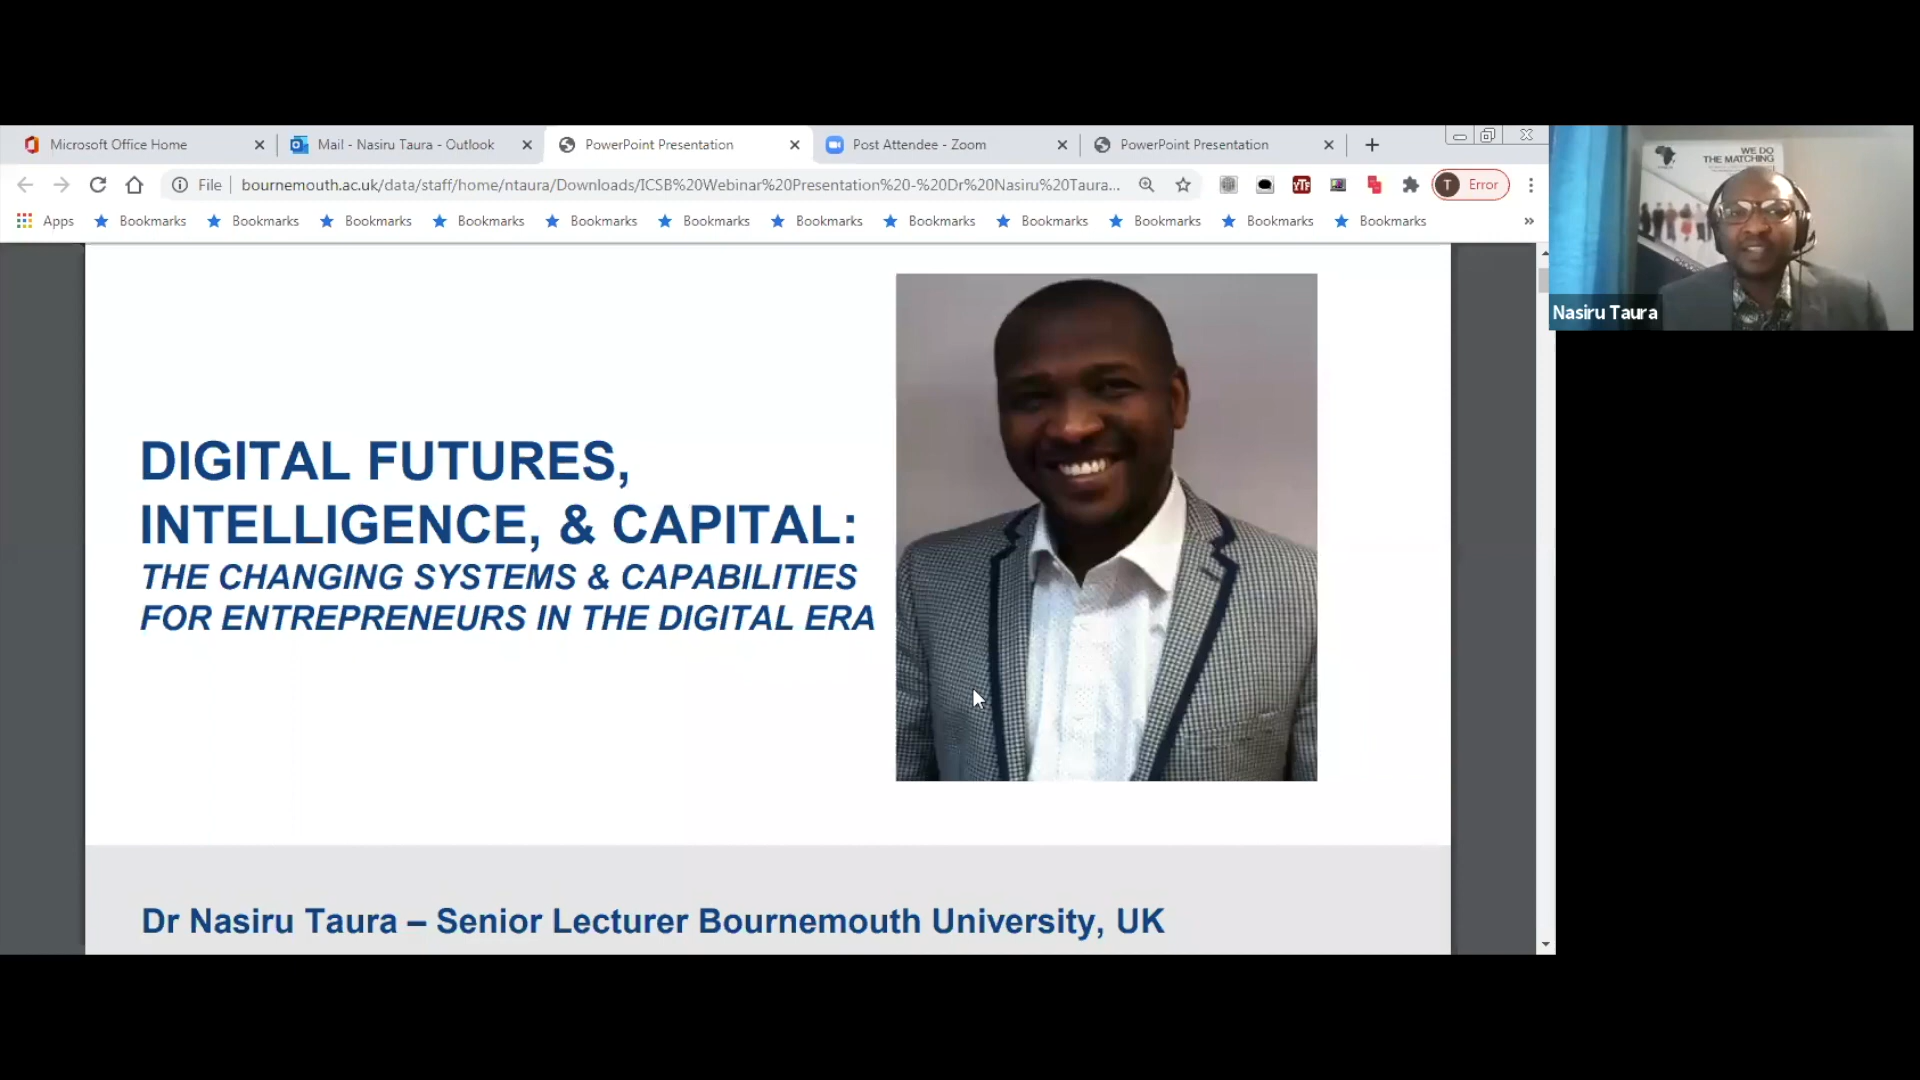 Microsoft Office Home
Mail - Nasiru Taura - Outlook
PowerPoint Presentation
Post Attendee - Zoom
PowerPoint Presentation
File
bournemouth.ac.uk/data/staff/home/ntaura/Downloads/ICSB%20Webinar%20Presentation%20-%20Dr%20Nasiru%20Taura...
YTF
T Error
Apps
Bookmarks
Bookmarks
Bookmarks
Bookmarks
Bookmarks
Bookmarks
Bookmarks
Bookmarks
Bookmarks
Bookmarks
Bookmarks
Bookmarks
WE DO
THE MATCHING
Nasiru Taura
DIGITAL FUTURES,
INTELLIGENCE, & CAPITAL:
THE CHANGING SYSTEMS & CAPABILITIES
FOR ENTREPRENEURS IN THE DIGITAL ERA
Dr Nasiru Taura – Senior Lecturer Bournemouth University, UK